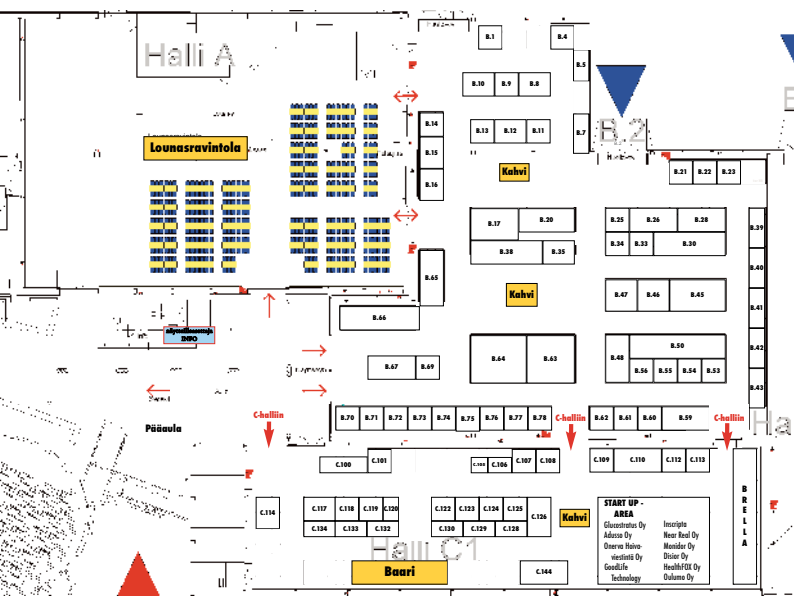 Halli A
Lounasravintola
B.1
B.4
B.5
B.10
B.9
B.8
B.7
B.13
B.12
B.11
B.14
B.15
B.16
Kahvi
B.2
B.21
B.22
B.23
B.17
B.20
B.38
B.35
B.25
B.26
B.28
B.34
B.33
B.30
B.39
B.40
B.41
B.42
B.43
B.65
Kahvi
B.47
B.46
B.45
B.66
INFO
B.67
B.69
B.64
B.63
B.48
B.50
B.56
B.55
B.54
B.53
B.70
B.71
B.72
B.73
B.74
B.75
B.76
B.77
B.78
B.62
B.61
B.60
B.59
C-halliin
C-halliin
C-halliin
Ha
Pääaula
C.100
C.101
C.106
C.107
C.108
C.109
C.110
C.112
C.113
C.114
C.117
C.118
C.119
C.120
C.134
C.133
C.132
C.122
C.123
C.124
C.125
C.126
C.130
C.129
C.128
Kahvi
START UP -
AREA
Glucostratus Oy
Adusso Oy
Onerva Hoiva-
viestintä Oy
GoodLife
Technology
Inscripta
Near Real Oy
Monidor Oy
Disior Oy
HealthFOX Oy
Oulumo Oy
BRELLA
Halli C1
Baari
C.144